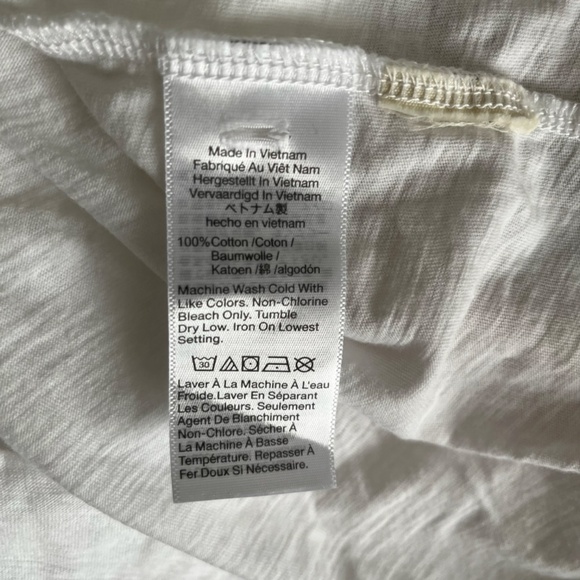 Made In Vietnam
Fabriqué Au Viêt Nam
Hergestellt In Vietnam
Vervaardigd In Vietnam
ベトナム製
hecho en vietnam
100%Cotton /Coton /
Baumwolle /
Katoen /綿 /algodón
Machine Wash Cold With
Like Colors. Non-Chlorine
Bleach Only. Tumble
Dry Low. Iron On Lowest
Setting.
30
Laver À La Machine À L'eau
Froide.Laver En Séparant
Les Couleurs. Seulement
Agent De Blanchiment
Non-Chlore. Sécher À
La Machine À Basse
Température. Repasser À
Fer Doux Si Nécessaire.